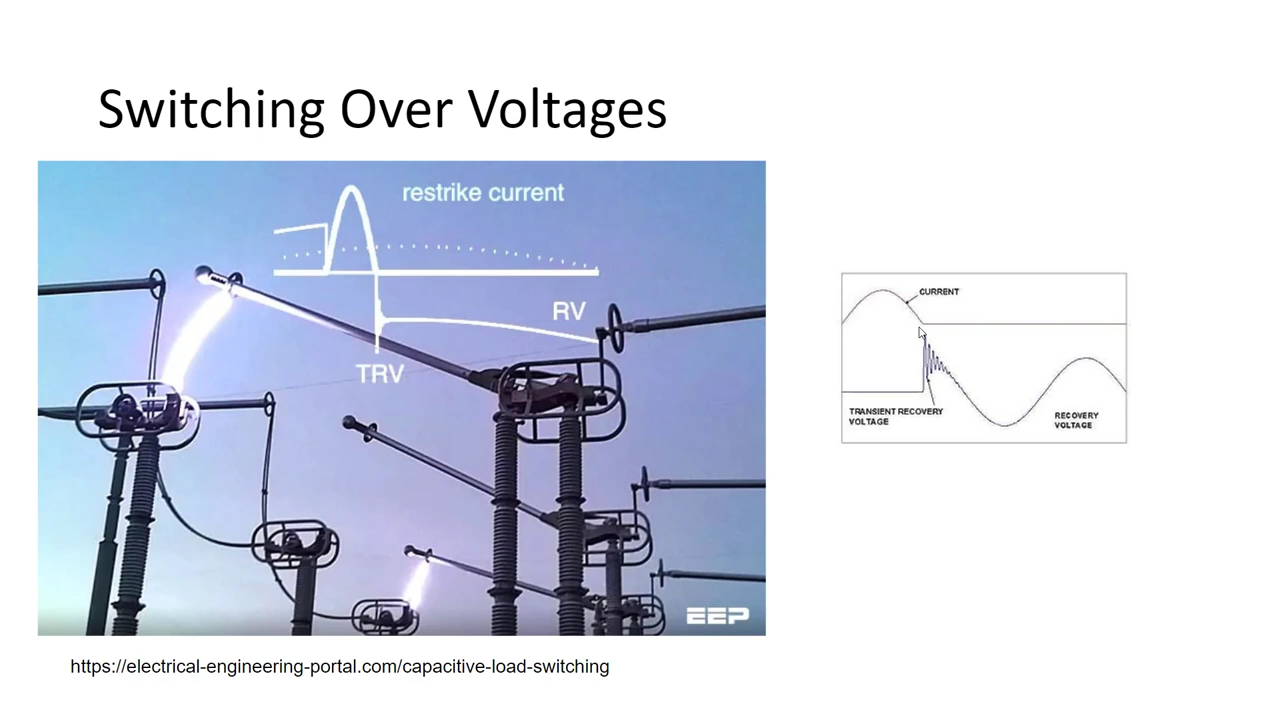 Switching Over Voltages
restrike current
RV
TRV
EEP
CURRENT
TRANSIENT RECOVERY
VOLTAGE
RECOVERY
VOLTAGE
https://electrical-engineering-portal.com/capacitive-load-switching